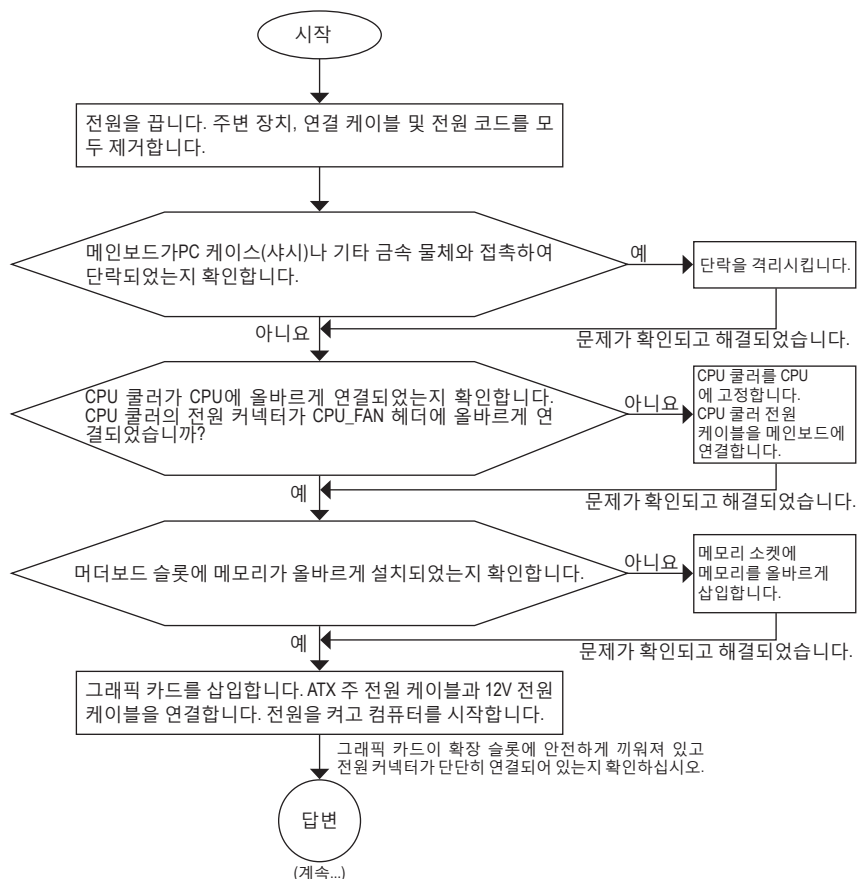 시작
전원을 끕니다. 주변 장치, 연결 케이블 및 전원 코드를 모
두 제거합니다.
메인보드가PC 케이스(샤시)나 기타 금속 물체와 접촉하여
단락되었는지 확인합니다.
예
단락을 격리시킵니다.
아니요
문제가 확인되고 해결되었습니다.
CPU 쿨러가 CPU에 올바르게 연결되었는지 확인합니다.
CPU 쿨러의 전원 커넥터가 CPU_FAN 헤더에 올바르게 연
결되었습니까?
아니요
CPU 쿨러를 CPU
에 고정합니다.
CPU 쿨러 전원
케이블을 메인보드에
연결합니다.
예
문제가 확인되고 해결되었습니다.
머더보드 슬롯에 메모리가 올바르게 설치되었는지 확인합니다.
아니요
메모리 소켓에
메모리를 올바르게
삽입합니다.
예
문제가 확인되고 해결되었습니다.
그래픽 카드를 삽입합니다. ATX 주 전원 케이블과 12V 전원
케이블을 연결합니다. 전원을 켜고 컴퓨터를 시작합니다.
그래픽 카드이 확장 슬롯에 안전하게 끼워져 있고
전원 커넥터가 단단히 연결되어 있는지 확인하십시오.
답변
(계속...)